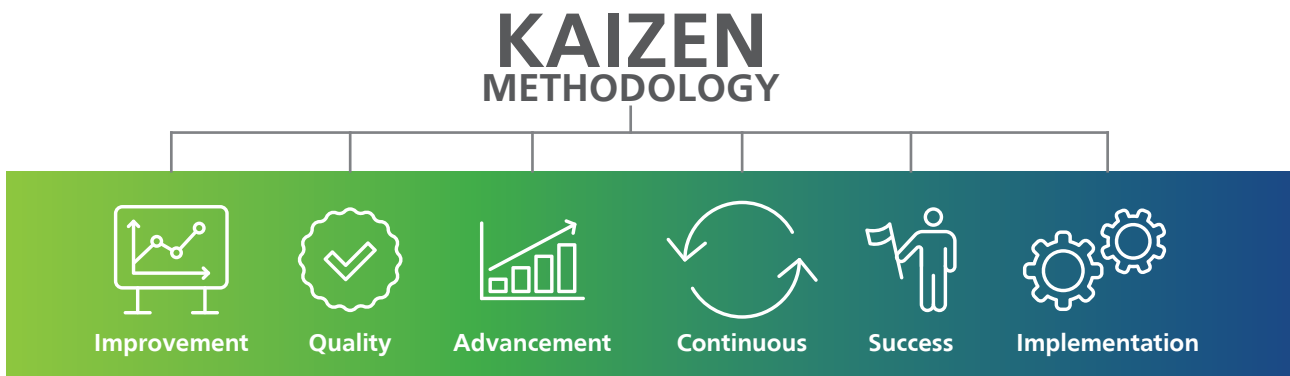 KAIZEN
METHODOLOGY
Improvement
Quality
Advancement
Continuous
Success
Implementation